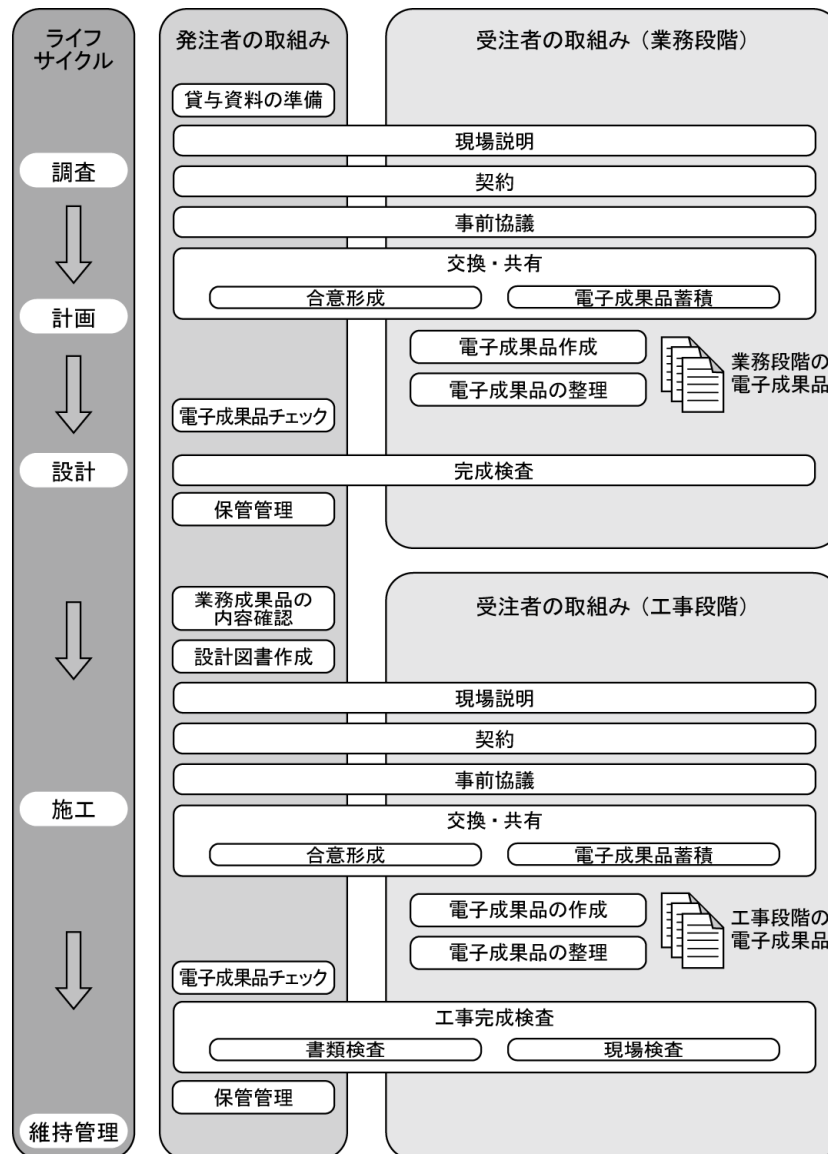 ライフ
サイクル
調査
計画
設計
施工
維持管理
発注者の取組み
受注者の取組み（業務段階）
貸与資料の準備
現場説明
契約
事前協議
交換・共有
合意形成
電子成果品蓄積
電子成果品作成
電子成果品の整理
業務段階の
電子成果品
電子成果品チェック
完成検査
保管管理
業務成果品の
内容確認
受注者の取組み（工事段階）
設計図書作成
現場説明
契約
事前協議
交換・共有
合意形成
電子成果品蓄積
電子成果品の作成
電子成果品の整理
工事段階の
電子成果品
電子成果品チェック
工事完成検査
書類検査
現場検査
保管管理